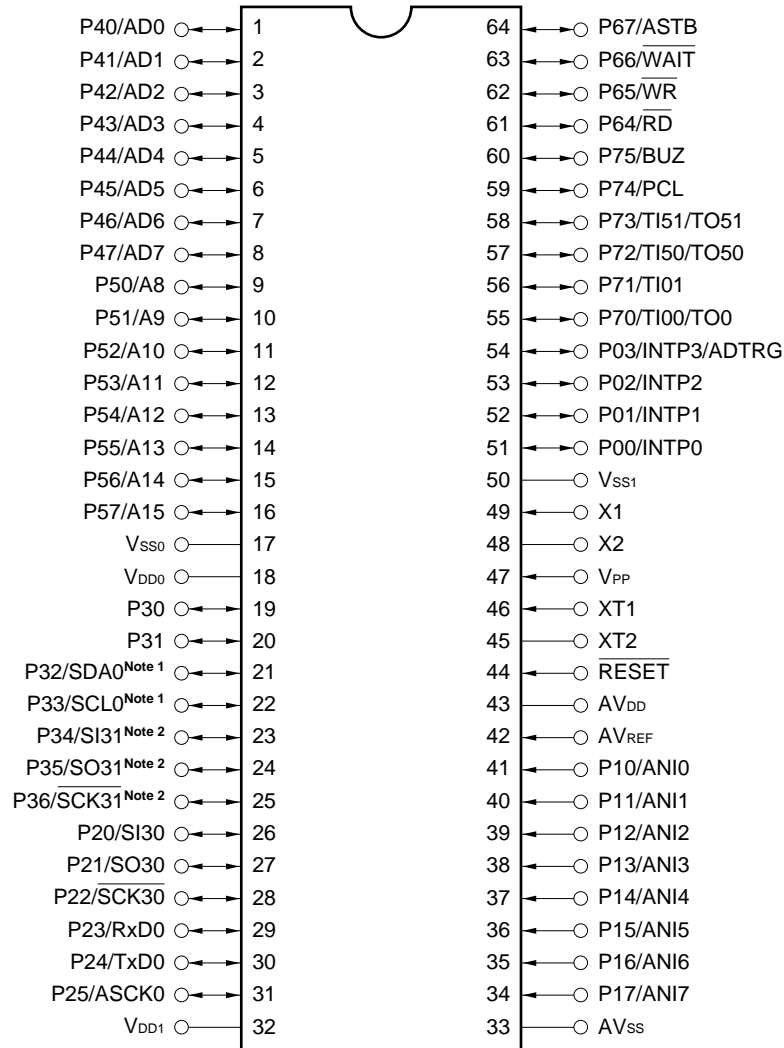 P40/AD0 1 64 P67/ASTB
P41/AD1 2 63 P66/WAIT
P42/AD2 3 62 P65/WR
P43/AD3 4 61 P64/RD
P44/AD4 5 60 P75/BUZ
P45/AD5 6 59 P74/PCL
P46/AD6 7 58 P73/TI51/TO51
P47/AD7 8 57 P72/TI50/TO50
P50/A8 9 56 P71/TI01
P51/A9 10 55 P70/TI00/TO0
P52/A10 11 54 P03/INTP3/ADTRG
P53/A11 12 53 P02/INTP2
P54/A12 13 52 P01/INTP1
P55/A13 14 51 P00/INTP0
P56/A14 15 50 VSS1
P57/A15 16 49 X1
VSS0 17 48 X2
VDD0 18 47 VPP
P30 19 46 XT1
P31 20 45 XT2
P32/SDA0Note 1 21 44 RESET
P33/SCL0Note 1 22 43 AVDD
P34/SI31Note 2 23 42 AVREF
P35/SO31Note 2 24 41 P10/ANI0
P36/SCK31Note 2 25 40 P11/ANI1
P20/SI30 26 39 P12/ANI2
P21/SO30 27 38 P13/ANI3
P22/SCK30 28 37 P14/ANI4
P23/RxD0 29 36 P15/ANI5
P24/TxD0 30 35 P16/ANI6
P25/ASCK0 31 34 P17/ANI7
VDD1 32 33 AVSS